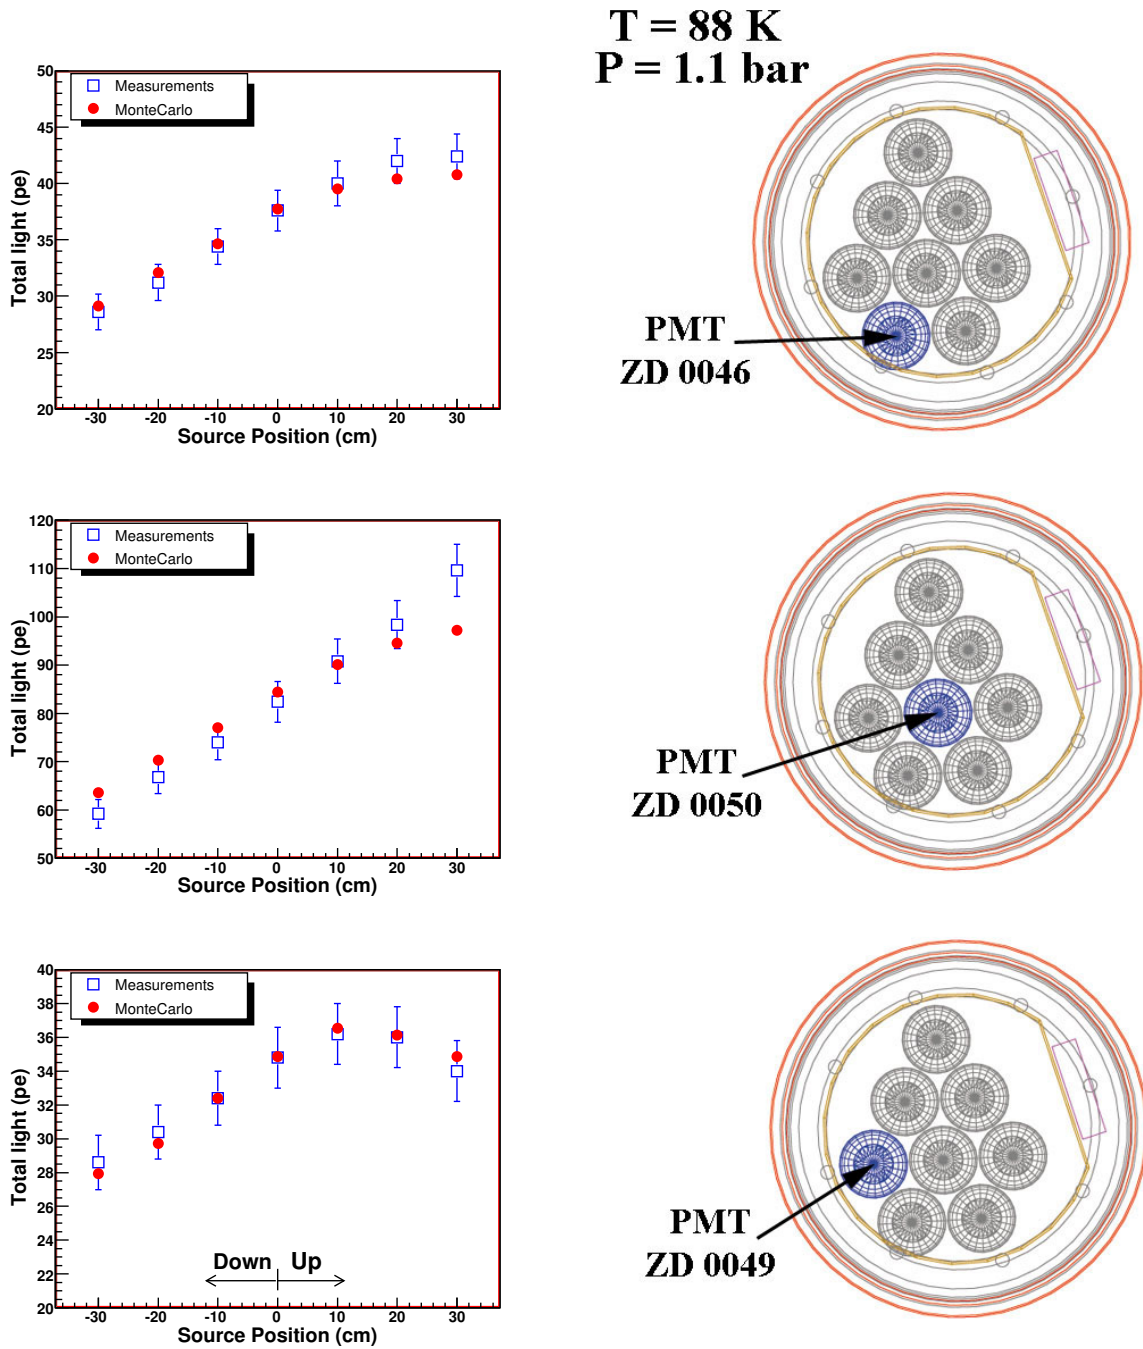 T = 88 K
P = 1.1 bar
50
45
40
35
30
25
20
Total light (pe)
Measurements
MonteCarlo
-30 -20 -10 0 10 20 30
Source Position (cm)
PMT
ZD 0046
120
110
100
90
80
70
60
50
Total light (pe)
Measurements
MonteCarlo
-30 -20 -10 0 10 20 30
Source Position (cm)
PMT
ZD 0050
40
38
36
34
32
30
28
26
24
22
20
Total light (pe)
Measurements
MonteCarlo
Down Up
-30 -20 -10 0 10 20 30
Source Position (cm)
PMT
ZD 0049